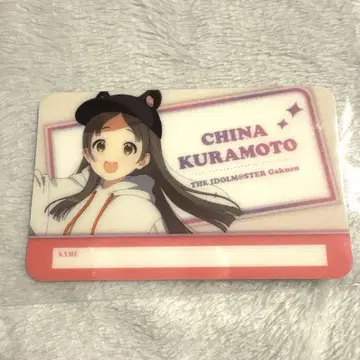 CHINA
KURAMOTO
THE IDOLM@STER Gakuen
NAME